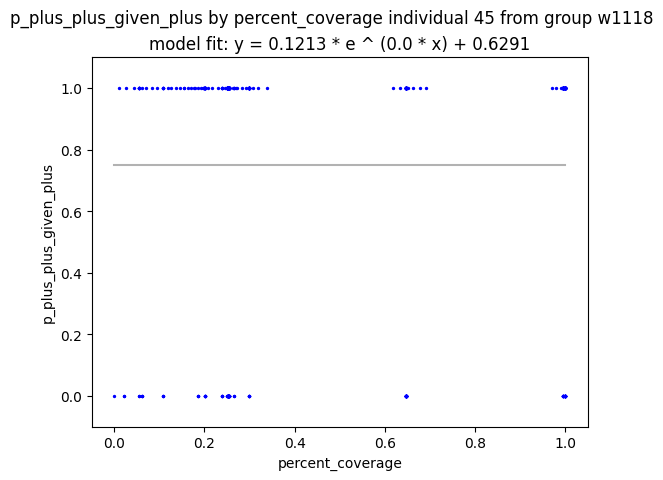 p_plus_plus_given_plus by percent_coverage individual 45 from group w1118
model fit: y = 0.1213 * e ^ (0.0 * x) + 0.6291
1.0
0.8
0.6
0.4
0.2
0.0
p_plus_plus_given_plus
0.0 0.2 0.4 0.6 0.8 1.0
percent_coverage